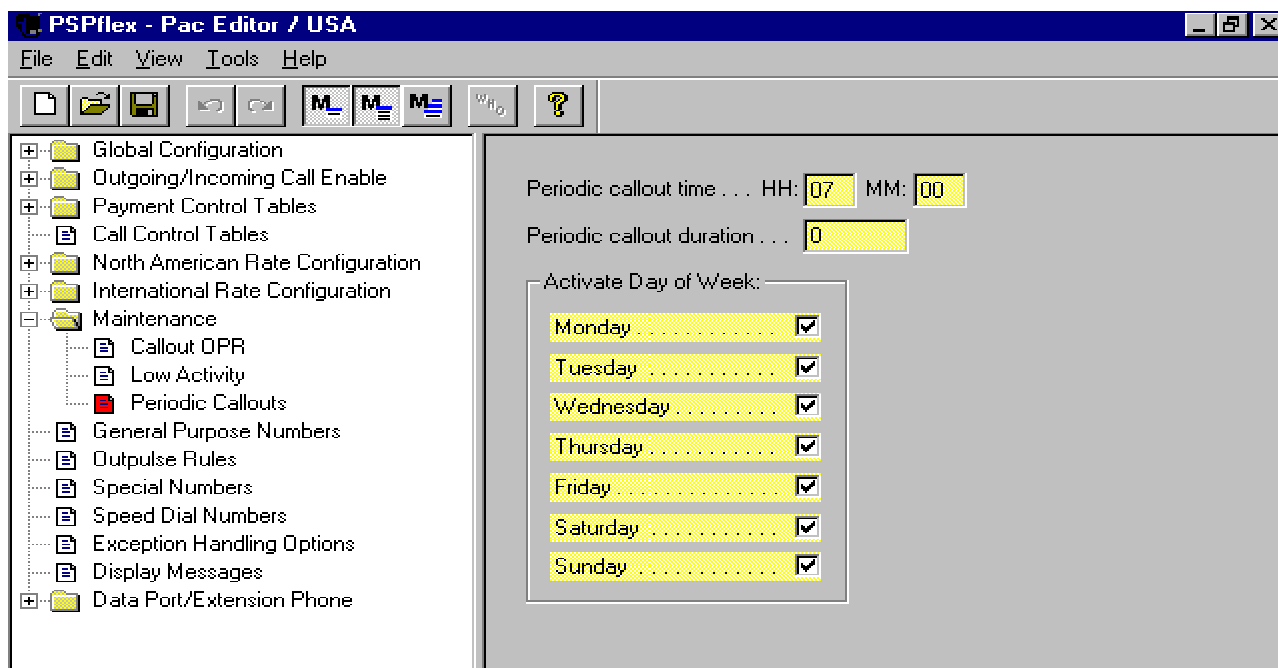 PSPflex - Pac Editor / USA
File Edit View Tools Help
M M M WHO ?
Global Configuration
Outgoing/Incoming Call Enable
Payment Control Tables
Call Control Tables
North American Rate Configuration
International Rate Configuration
Maintenance
Callout OPR
Low Activity
Periodic Callouts
General Purpose Numbers
Outpulse Rules
Special Numbers
Speed Dial Numbers
Exception Handling Options
Display Messages
Data Port/Extension Phone
Periodic callout time . . . HH: 07 MM: 00
Periodic callout duration . . . 0
Activate Day of Week:
Monday . . . . . . . . . . . .
Tuesday . . . . . . . . . . .
Wednesday . . . . . . . . .
Thursday . . . . . . . . . . .
Friday . . . . . . . . . . . . . .
Saturday . . . . . . . . . . .
Sunday . . . . . . . . . . . .